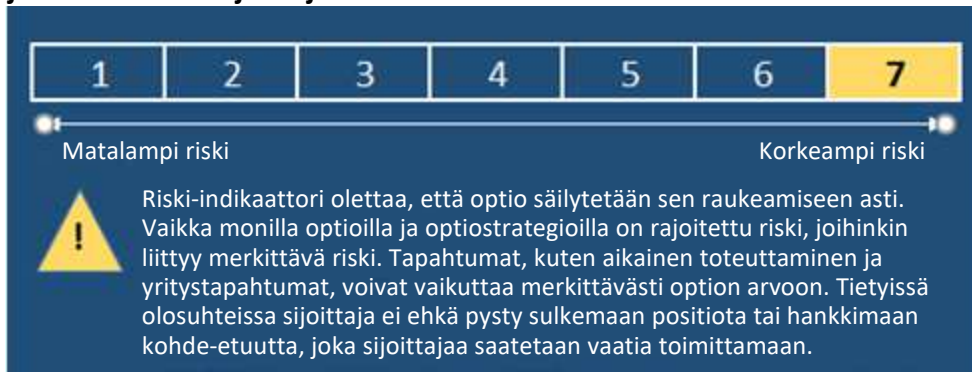 1 2 3 4 5 6 7
Matalampi riski Korkeampi riski
!
Riski-indikaattori olettaa, että optio säilytetään sen raukeamiseen asti.
Vaikka monilla optioilla ja optiostrategioilla on rajoitettu riski, joihinkin
liittyy merkittävä riski. Tapahtumat, kuten aikainen toteuttaminen ja
yritystapahtumat, voivat vaikuttaa merkittävästi option arvoon. Tietyissä
olosuhteissa sijoittaja ei ehkä pysty sulkemaan positiota tai hankkimaan
kohde-etuutta, joka sijoittajaa saatetaan vaatia toimittamaan.